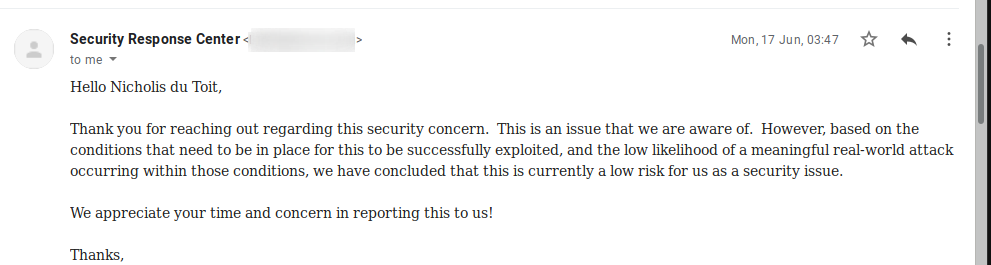 Security Response Center < >
Mon, 17 Jun, 03:47
to me
Hello Nicholis du Toit,
Thank you for reaching out regarding this security concern. This is an issue that we are aware of. However, based on the
conditions that need to be in place for this to be successfully exploited, and the low likelihood of a meaningful real-world attack
occurring within those conditions, we have concluded that this is currently a low risk for us as a security issue.
We appreciate your time and concern in reporting this to us!
Thanks,